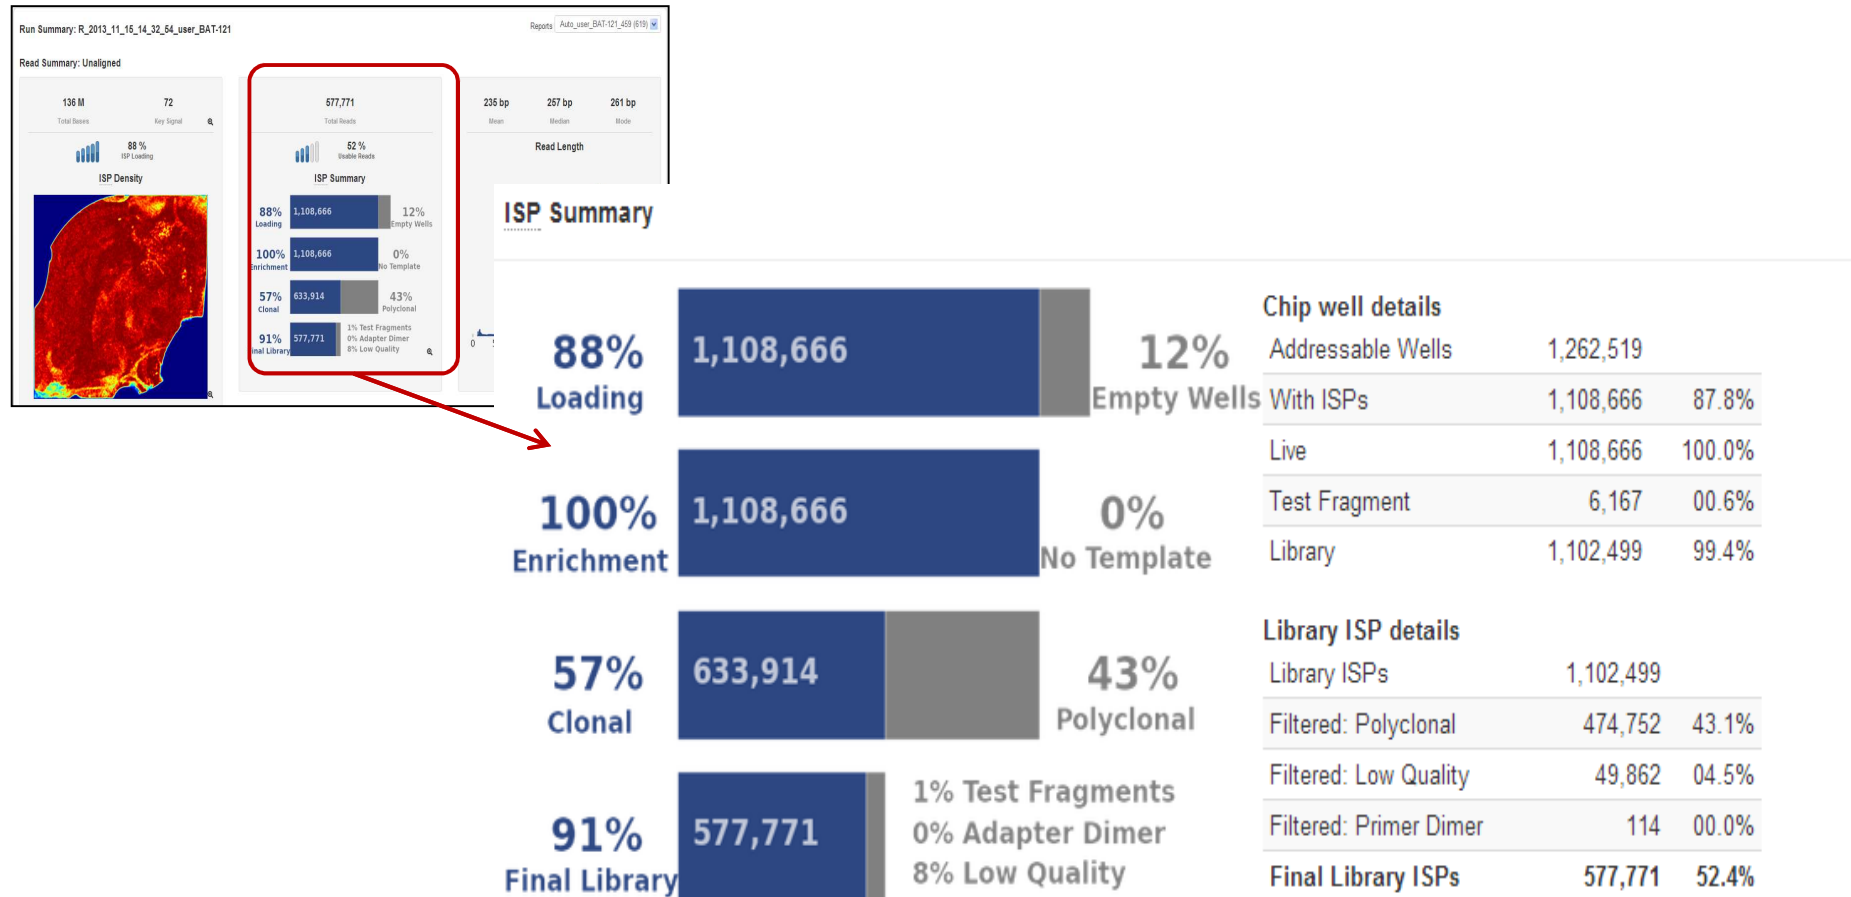 Run Summary: R_2013_11_15_14_32_54_user_BAT-121
Reports Auto_user_BAT-121_459 (619)
Read Summary: Unaligned
136 M 72
Total Bases Key Signal
88 %
ISP Loading
ISP Density
577,771
Total Reads
52 %
Usable Reads
ISP Summary
88% 1,108,666 12%
Loading Empty Wells
100% 1,108,666 0%
Enrichment No Template
57% 633,914 43%
Clonal Polyclonal
91% 577,771
1% Test Fragments
0% Adapter Dimer
8% Low Quality
235 bp 257 bp 261 bp
Mean Median Mode
Read Length
0
ISP Summary
88% 1,108,666 12%
Loading Empty Wells
100% 1,108,666 0%
Enrichment No Template
57% 633,914 43%
Clonal Polyclonal
91% 577,771
Final Library
1% Test Fragments
0% Adapter Dimer
8% Low Quality
Chip well details
Addressable Wells 1,262,519
With ISPs 1,108,666 87.8%
Live 1,108,666 100.0%
Test Fragment 6,167 00.6%
Library 1,102,499 99.4%
Library ISP details
Library ISPs 1,102,499
Filtered: Polyclonal 474,752 43.1%
Filtered: Low Quality 49,862 04.5%
Filtered: Primer Dimer 114 00.0%
Final Library ISPs 577,771 52.4%